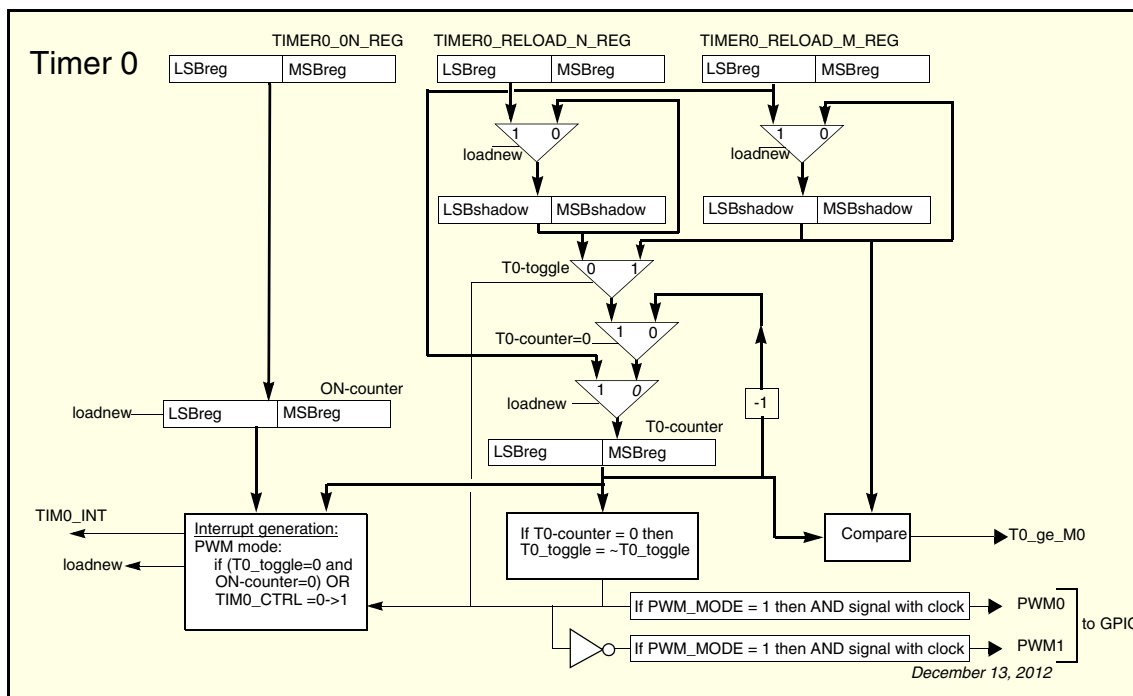 Timer 0
TIMER0_0N_REG
TIMER0_RELOAD_N_REG
TIMER0_RELOAD_M_REG
LSBreg
MSBreg
LSBreg
MSBreg
LSBreg
MSBreg
1
0
1
0
loadnew
loadnew
LSBshadow
MSBshadow
LSBshadow
MSBshadow
T0-toggle
0
1
T0-counter=0
1
0
ON-counter
loadnew
1
0
loadnew
LSBreg
MSBreg
-1
T0-counter
LSBreg
MSBreg
TIM0_INT
loadnew
Interrupt generation:
PWM mode:
if (T0_toggle=0 and
ON-counter=0) OR
TIM0_CTRL =0->1
If T0-counter = 0 then
T0_toggle = ~T0_toggle
Compare
T0_ge_M0
If PWM_MODE = 1 then AND signal with clock
PWM0
to GPIO
If PWM_MODE = 1 then AND signal with clock
PWM1
December 13, 2012